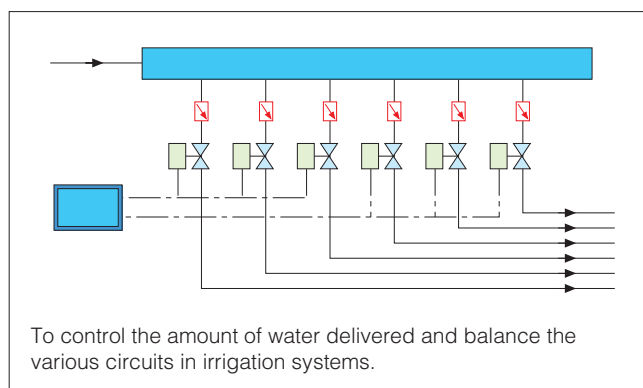 To control the amount of water delivered and balance the
various circuits in irrigation systems.